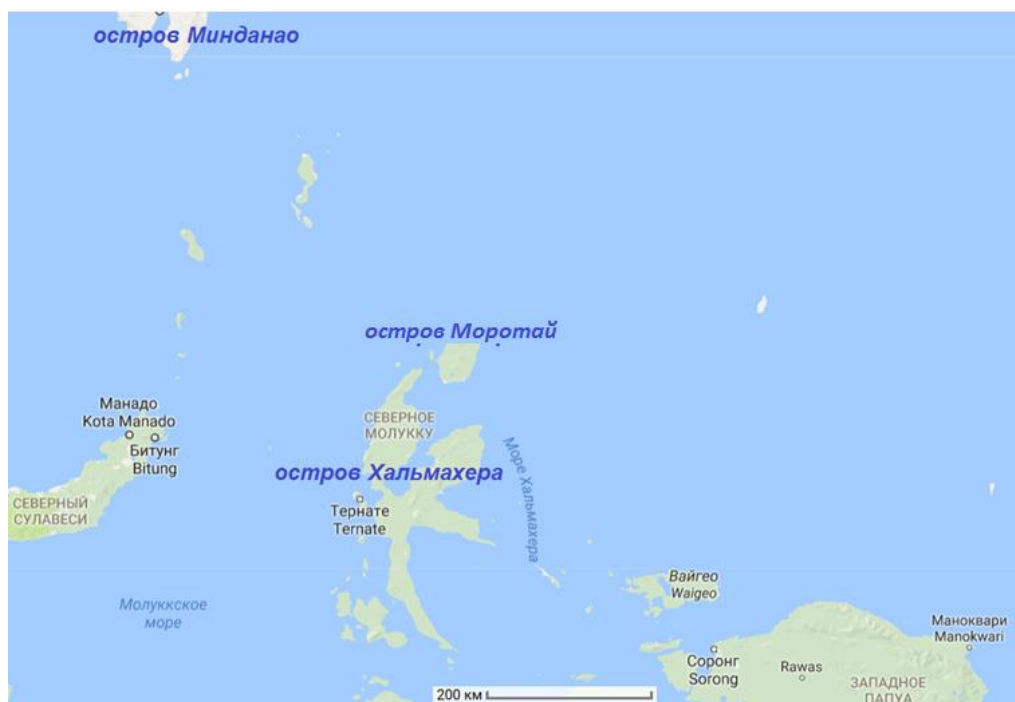 остров Минданао
остров Моротай
Манадо
Kota Manado
Битунг
Bitung
СЕВЕРНОЕ
МОЛУККУ
остров Хальмахера
Море Хальмахера
СЕВЕРНЫЙ
СУЛАВЕСИ
Тернате
Ternate
Молуккское
море
Вайгео
Waigeo
Маноквари
Manokwari
Соронг
Sorong
Rawas
ЗАПАДНОЕ
ПАПУА
200 км